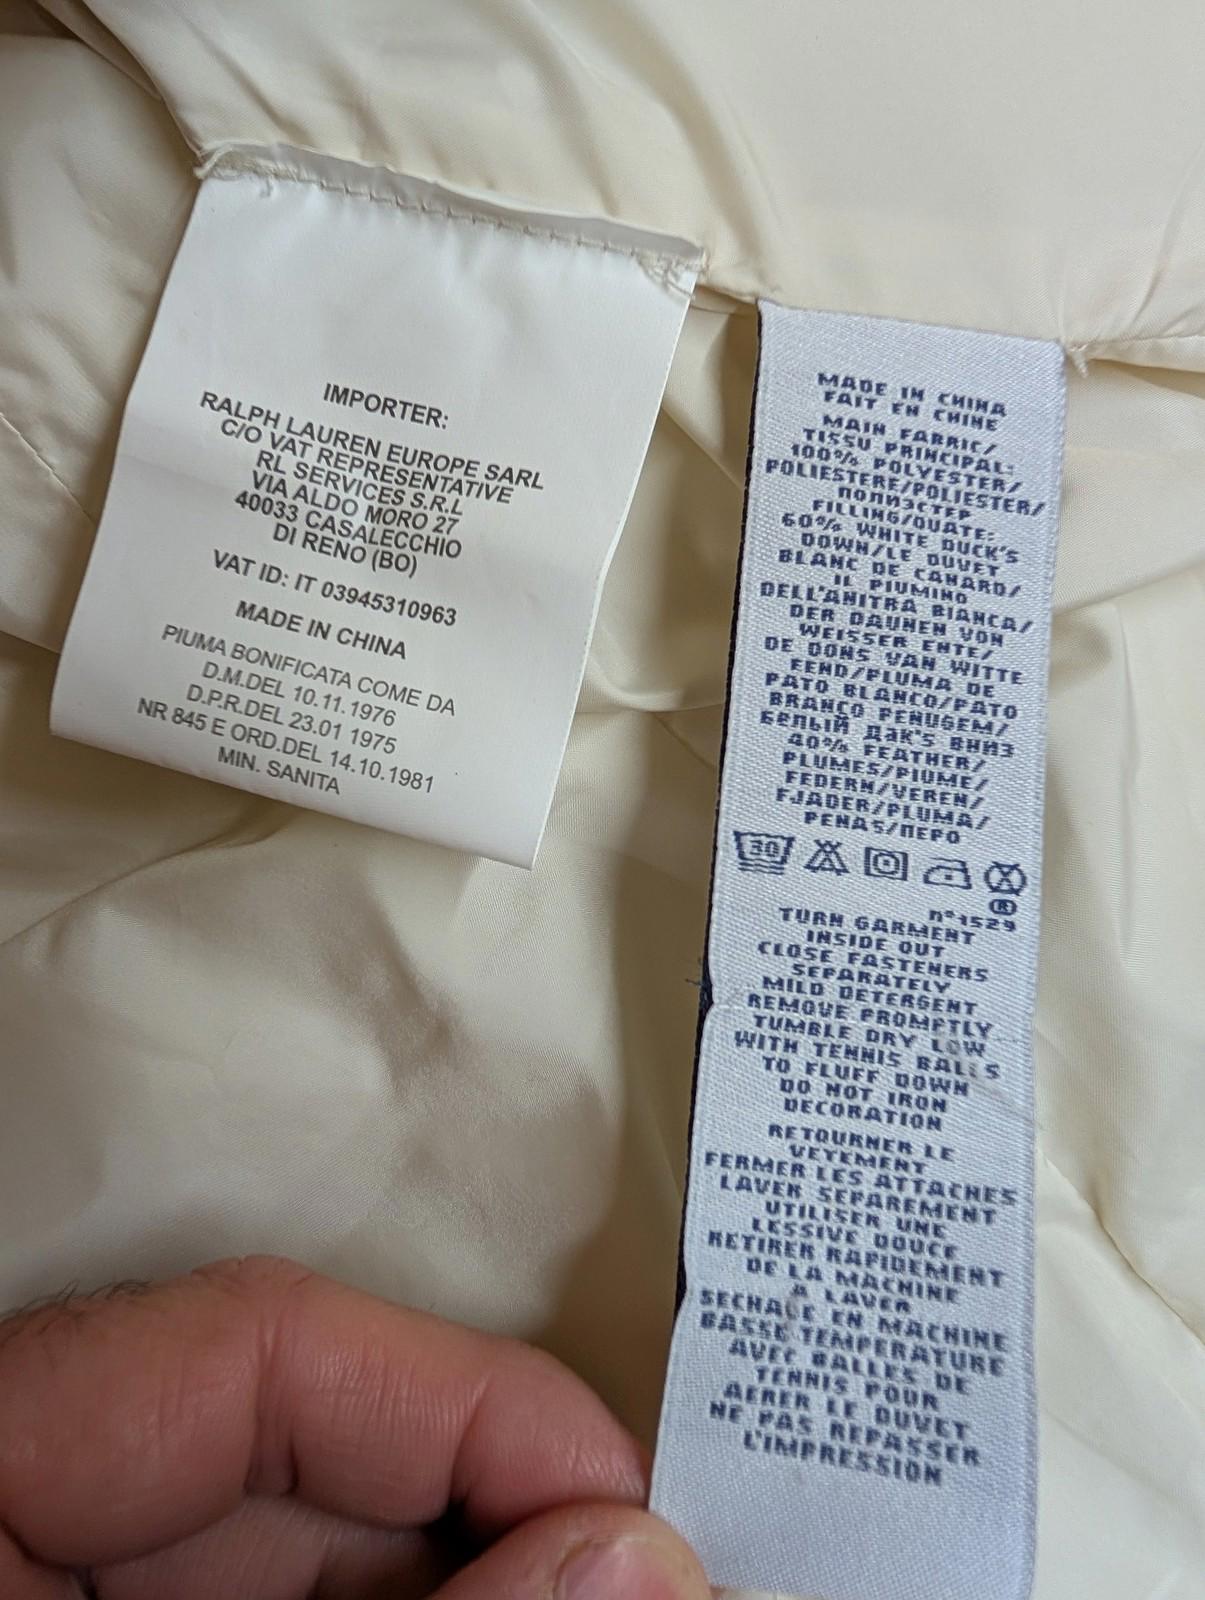 IMPORTER:
RALPH LAUREN EUROPE SARL
C/O VAT REPRESENTATIVE
RL SERVICES S.R.L
VIA ALDO MORO 27
40033 CASALECCHIO
DI RENO (BO)
VAT ID: IT 03945310963
MADE IN CHINA
PIUMA BONIFICATA COME DA
D.M.DEL 10.11.1976
D.P.R.DEL 23.01 1975
NR 845 E ORD.DEL 14.10.1981
MIN. SANITA
MADE IN CHINA
FAIT EN CHINE
MAIN FABRIC/
TISSU PRINCIPAL:
100% POLYESTER/
POLIESTERE/POLIESTER/
ПОЛИЭСТЕР
FILLING/OUATE:
60% WHITE DUCK'S
DOWN/LE DUVET
BLANC DE CANARD/
IL PIUMINO
DELL'ANITRA BIANCA/
DER DAUNEN VON
WEISSER ENTE/
DE DONS VAN WITTE
EEND/PLUMA DE
PATO BLANCO/PATO
BRANCO PENUGEM/
БЕЛЫЙ ДАК'S ВНИЗ
40% FEATHER/
PLUMES/PIUME/
FEDERN/VEREN/
FJADER/PLUMA/
PENAS/ПЕРО
30
®
n°1529
TURN GARMENT
INSIDE OUT
CLOSE FASTENERS
SEPARATELY
MILD DETERGENT
REMOVE PROMPTLY
TUMBLE DRY LOW
WITH TENNIS BALLS
TO FLUFF DOWN
DO NOT IRON
DECORATION
RETOURNER LE
VETEMENT
FERMER LES ATTACHES
LAVER SEPAREMENT
UTILISER UNE
LESSIVE DOUCE
RETIRER RAPIDEMENT
DE LA MACHINE
A LAVER
SECHAGE EN MACHINE
BASSE TEMPERATURE
AVEC BALLES DE
TENNIS POUR
AERER LE DUVET
NE PAS REPASSER
L'IMPRESSION